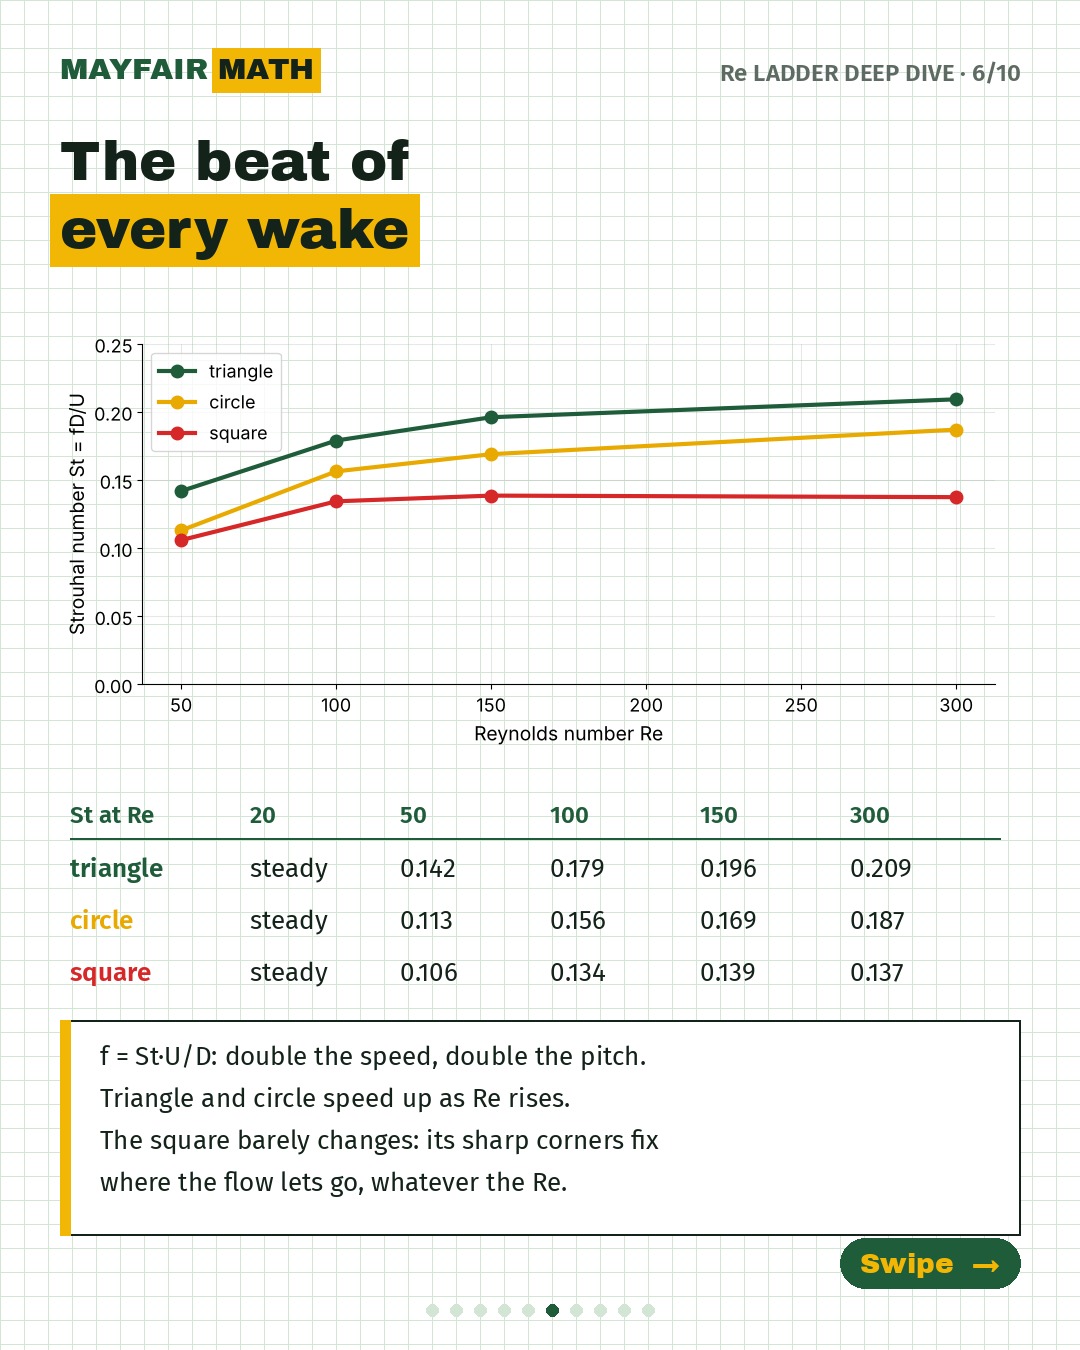 MAYFAIR MATH
Re LADDER DEEP DIVE · 6/10
The beat of
every wake
0.25
0.20
0.15
0.10
0.05
0.00
Strouhal number St = fD/U
triangle
circle
square
50 100 150 200 250 300
Reynolds number Re
St at Re 20 50 100 150 300
triangle steady 0.142 0.179 0.196 0.209
circle steady 0.113 0.156 0.169 0.187
square steady 0.106 0.134 0.139 0.137
f = St·U/D: double the speed, double the pitch.
Triangle and circle speed up as Re rises.
The square barely changes: its sharp corners fix
where the flow lets go, whatever the Re.
Swipe →